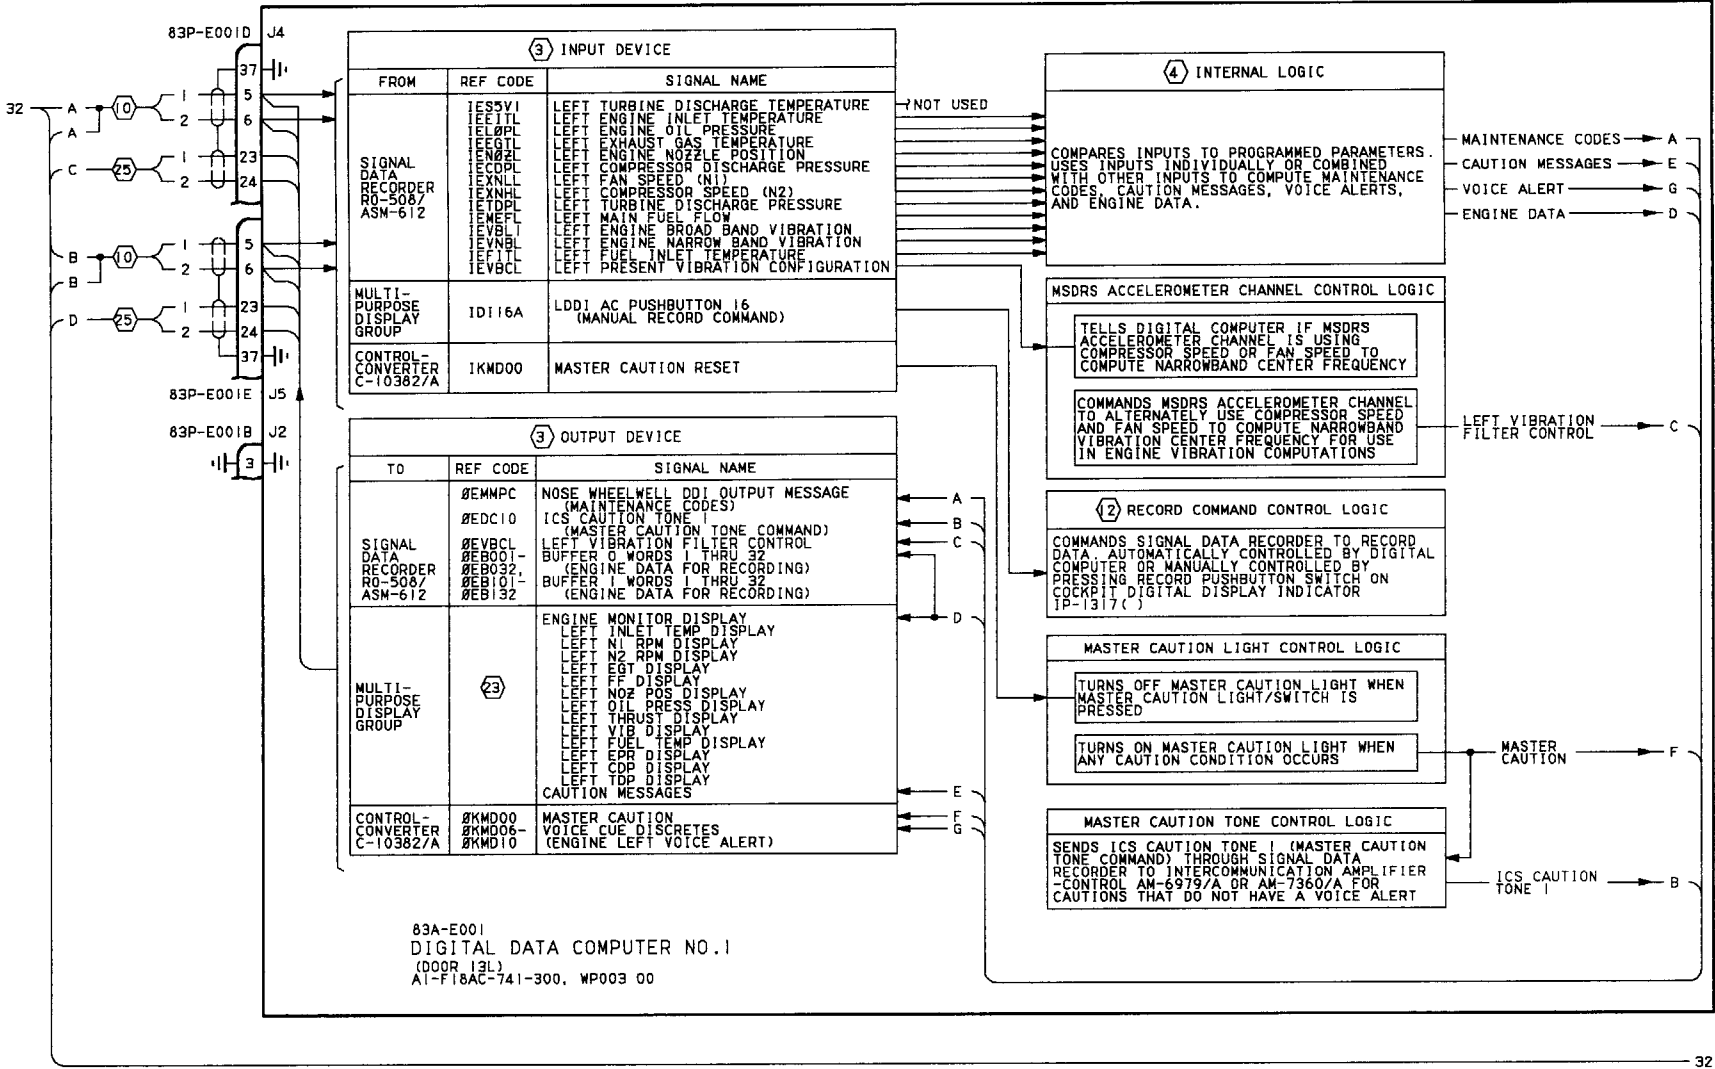 83P-E001D J4
37
32
A
10
1
5
2
6
A
C
25
1
23
2
24
B
10
1
5
2
6
B
D
25
1
23
2
24
37
83P-E001E J5
83P-E001B J2
3
3 INPUT DEVICE
FROM REF CODE SIGNAL NAME
SIGNAL
DATA
RECORDER
RO-508/
ASM-612
IES5V1 LEFT TURBINE DISCHARGE TEMPERATURE NOT USED
IEEITL LEFT ENGINE INLET TEMPERATURE
IELØPL LEFT ENGINE OIL PRESSURE
IEEGTL LEFT EXHAUST GAS TEMPERATURE
IENØZL LEFT ENGINE NOZZLE POSITION
IECDPL LEFT COMPRESSOR DISCHARGE PRESSURE
IEXNLL LEFT FAN SPEED (N1)
IEXNHL LEFT COMPRESSOR SPEED (N2)
IETDPL LEFT TURBINE DISCHARGE PRESSURE
IEMEFL LEFT MAIN FUEL FLOW
IEVBLI LEFT ENGINE BROAD BAND VIBRATION
IEVNBL LEFT ENGINE NARROW BAND VIBRATION
IEFITL LEFT FUEL INLET TEMPERATURE
IEVBCL LEFT PRESENT VIBRATION CONFIGURATION
MULTI-
PURPOSE
DISPLAY
GROUP
IDI16A LDDI AC PUSHBUTTON 16
(MANUAL RECORD COMMAND)
CONTROL-
CONVERTER
C-10382/A
IKMD00 MASTER CAUTION RESET
3 OUTPUT DEVICE
TO REF CODE SIGNAL NAME
SIGNAL
DATA
RECORDER
RO-508/
ASM-612
ØEMMPC NOSE WHEELWELL DDI OUTPUT MESSAGE
(MAINTENANCE CODES)
ØEDC10 ICS CAUTION TONE 1
(MASTER CAUTION TONE COMMAND)
ØEVBCL LEFT VIBRATION FILTER CONTROL
ØEB001- BUFFER 0 WORDS 1 THRU 32
ØEB032, (ENGINE DATA FOR RECORDING)
ØEB101- BUFFER 1 WORDS 1 THRU 32
ØEB132 (ENGINE DATA FOR RECORDING)
A
B
C
D
MULTI-
PURPOSE
DISPLAY
GROUP
23
ENGINE MONITOR DISPLAY
LEFT INLET TEMP DISPLAY
LEFT N1 RPM DISPLAY
LEFT N2 RPM DISPLAY
LEFT EGT DISPLAY
LEFT FF DISPLAY
LEFT NOZ POS DISPLAY
LEFT OIL PRESS DISPLAY
LEFT THRUST DISPLAY
LEFT VIB DISPLAY
LEFT FUEL TEMP DISPLAY
LEFT EPR DISPLAY
LEFT CDP DISPLAY
LEFT TDP DISPLAY
CAUTION MESSAGES
E
CONTROL-
CONVERTER
C-10382/A
ØKMD00 MASTER CAUTION
ØKMD06- VOICE CUE DISCRETES
ØKMD10 (ENGINE LEFT VOICE ALERT)
F
G
83A-E001
DIGITAL DATA COMPUTER NO.1
(DOOR 13L)
A1-F18AC-741-300, WP003 00
4 INTERNAL LOGIC
COMPARES INPUTS TO PROGRAMMED PARAMETERS.
USES INPUTS INDIVIDUALLY OR COMBINED
WITH OTHER INPUTS TO COMPUTE MAINTENANCE
CODES, CAUTION MESSAGES, VOICE ALERTS,
AND ENGINE DATA.
MAINTENANCE CODES A
CAUTION MESSAGES E
VOICE ALERT G
ENGINE DATA D
MSDRS ACCELEROMETER CHANNEL CONTROL LOGIC
TELLS DIGITAL COMPUTER IF MSDRS
ACCELEROMETER CHANNEL IS USING
COMPRESSOR SPEED OR FAN SPEED TO
COMPUTE NARROWBAND CENTER FREQUENCY
COMMANDS MSDRS ACCELEROMETER CHANNEL
TO ALTERNATELY USE COMPRESSOR SPEED
AND FAN SPEED TO COMPUTE NARROWBAND
VIBRATION CENTER FREQUENCY FOR USE
IN ENGINE VIBRATION COMPUTATIONS
LEFT VIBRATION
FILTER CONTROL
C
12 RECORD COMMAND CONTROL LOGIC
COMMANDS SIGNAL DATA RECORDER TO RECORD
DATA. AUTOMATICALLY CONTROLLED BY DIGITAL
COMPUTER OR MANUALLY CONTROLLED BY
PRESSING RECORD PUSHBUTTON SWITCH ON
COCKPIT DIGITAL DISPLAY INDICATOR
IP-1317( )
MASTER CAUTION LIGHT CONTROL LOGIC
TURNS OFF MASTER CAUTION LIGHT WHEN
MASTER CAUTION LIGHT/SWITCH IS
PRESSED
TURNS ON MASTER CAUTION LIGHT WHEN
ANY CAUTION CONDITION OCCURS
MASTER
CAUTION
F
MASTER CAUTION TONE CONTROL LOGIC
SENDS ICS CAUTION TONE 1 (MASTER CAUTION
TONE COMMAND) THROUGH SIGNAL DATA
RECORDER TO INTERCOMMUNICATION AMPLIFIER
-CONTROL AM-6979/A OR AM-7360/A FOR
CAUTIONS THAT DO NOT HAVE A VOICE ALERT
ICS CAUTION
TONE 1
B
32